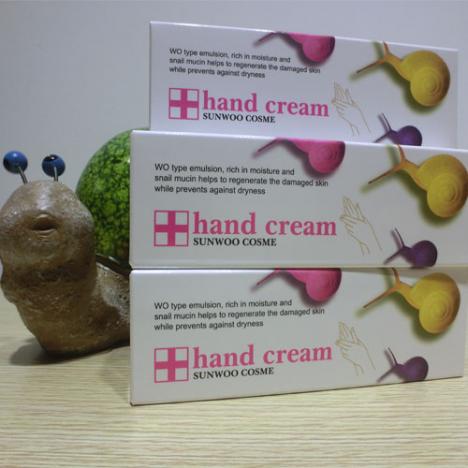 WO type emulsion, rich in moisture and
snail mucin helps to regenerate the damaged skin
while prevents against dryness
hand cream
SUNWOO COSME
WO type emulsion, rich in moisture and
snail mucin helps to regenerate the damaged skin
while prevents against dryness
hand cream
SUNWOO COSME
WO type emulsion, rich in moisture and
snail mucin helps to regenerate the damaged skin
while prevents against dryness
hand cream
SUNWOO COSME